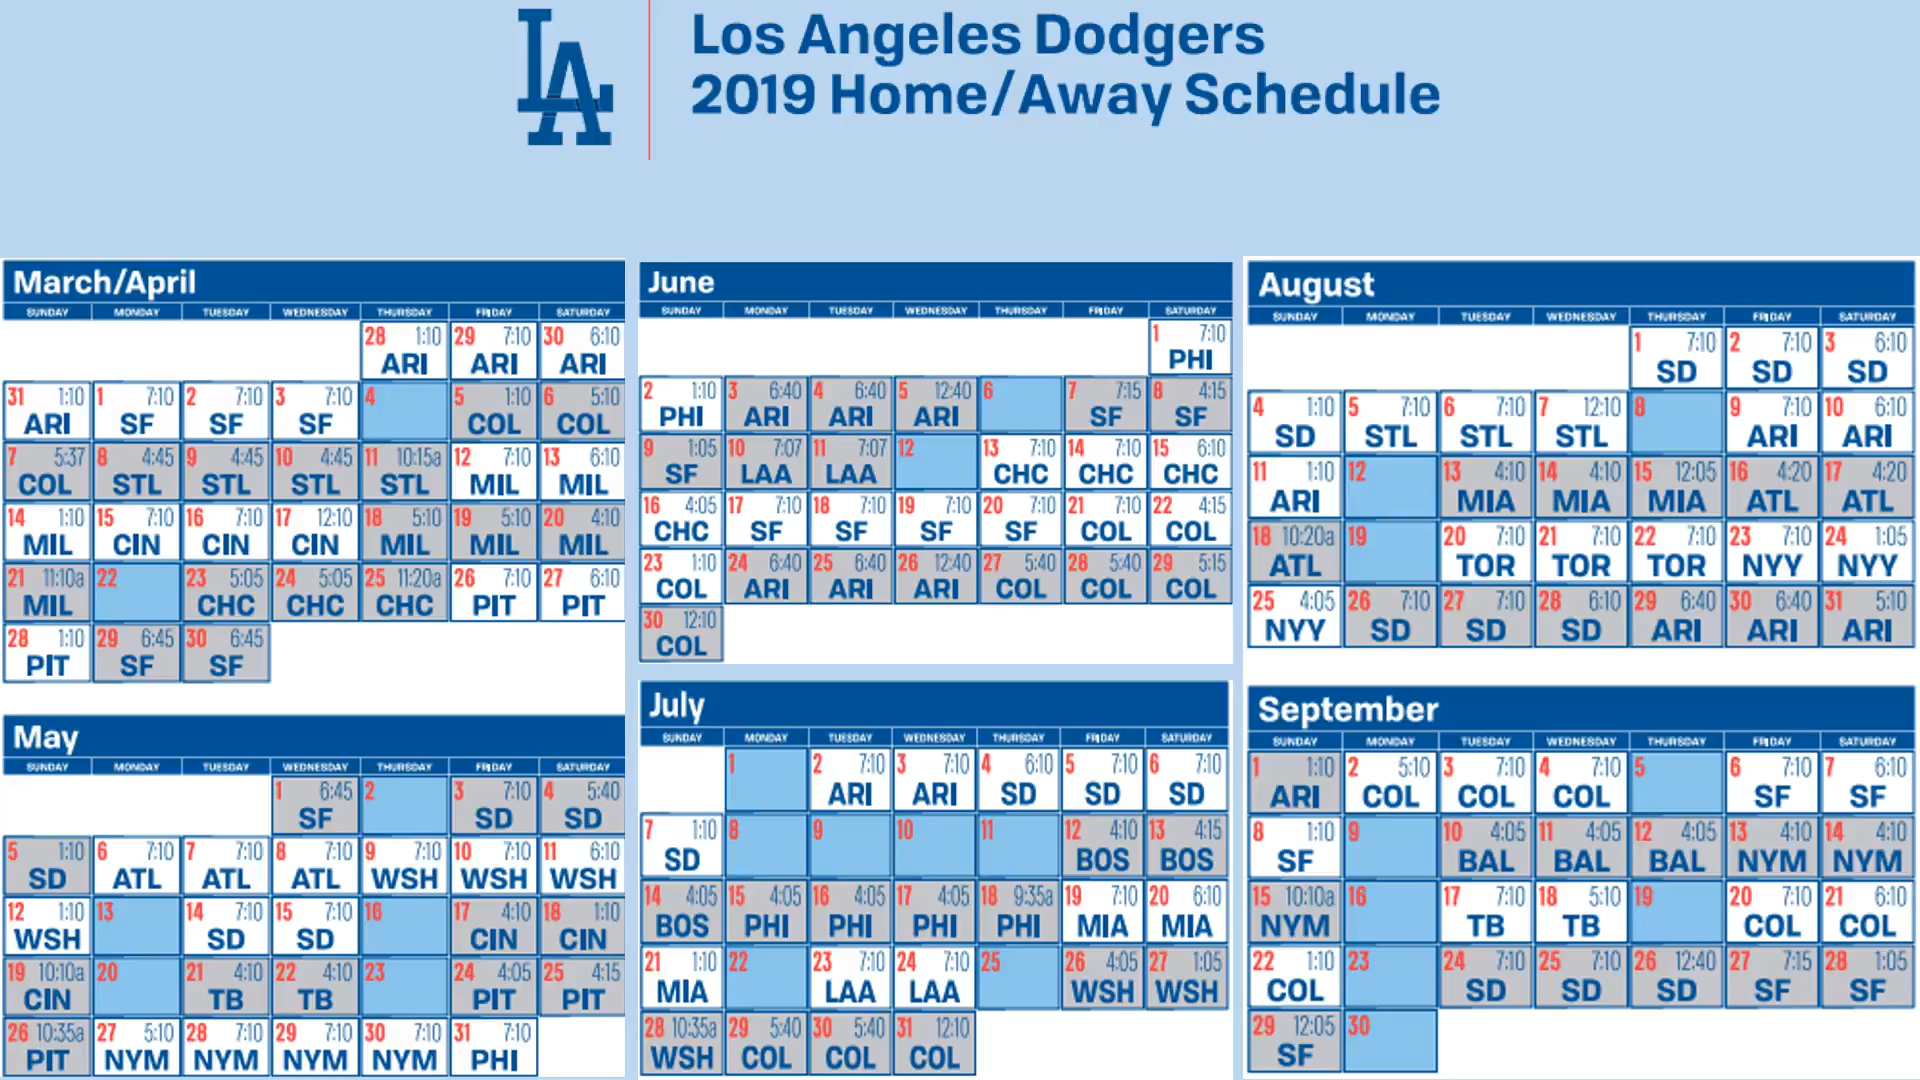 LA
Los Angeles Dodgers
2019 Home/Away Schedule
March/April
SUNDAY MONDAY TUESDAY WEDNESDAY THURSDAY FRIDAY SATURDAY
28 1:10 29 7:10 30 6:10
ARI ARI ARI
31 1:10 1 7:10 2 7:10 3 7:10 4 5 1:10 6 5:10
ARI SF SF SF COL COL
7 5:37 8 4:45 9 4:45 10 4:45 11 10:15a 12 7:10 13 6:10
COL STL STL STL STL MIL MIL
14 1:10 15 7:10 16 7:10 17 12:10 18 5:10 19 5:10 20 4:10
MIL CIN CIN CIN MIL MIL MIL
21 11:10a 22 23 5:05 24 5:05 25 11:20a 26 7:10 27 6:10
MIL CHC CHC CHC PIT PIT
28 1:10 29 6:45 30 6:45
PIT SF SF
May
SUNDAY MONDAY TUESDAY WEDNESDAY THURSDAY FRIDAY SATURDAY
1 6:45 2 3 7:10 4 5:40
SF SD SD
5 1:10 6 7:10 7 7:10 8 7:10 9 7:10 10 7:10 11 6:10
SD ATL ATL ATL WSH WSH WSH
12 1:10 13 14 7:10 15 7:10 16 17 4:10 18 1:10
WSH SD SD CIN CIN
19 10:10a 20 21 4:10 22 4:10 23 24 4:05 25 4:15
CIN TB TB PIT PIT
26 10:35a 27 5:10 28 7:10 29 7:10 30 7:10 31 7:10
PIT NYM NYM NYM NYM PHI
June
SUNDAY MONDAY TUESDAY WEDNESDAY THURSDAY FRIDAY SATURDAY
1 7:10
PHI
2 1:10 3 6:40 4 6:40 5 12:40 6 7 7:15 8 4:15
PHI ARI ARI ARI SF SF
9 1:05 10 7:07 11 7:07 12 13 7:10 14 7:10 15 6:10
SF LAA LAA CHC CHC CHC
16 4:05 17 7:10 18 7:10 19 7:10 20 7:10 21 7:10 22 4:15
CHC SF SF SF SF COL COL
23 1:10 24 6:40 25 6:40 26 12:40 27 5:40 28 5:40 29 5:15
COL ARI ARI ARI COL COL COL
30 12:10
COL
July
SUNDAY MONDAY TUESDAY WEDNESDAY THURSDAY FRIDAY SATURDAY
1 2 7:10 3 7:10 4 6:10 5 7:10 6 7:10
ARI ARI SD SD SD
7 1:10 8 9 10 11 12 4:10 13 4:15
SD BOS BOS
14 4:05 15 4:05 16 4:05 17 4:05 18 9:35a 19 7:10 20 6:10
BOS PHI PHI PHI PHI MIA MIA
21 1:10 22 23 7:10 24 7:10 25 26 4:05 27 1:05
MIA LAA LAA WSH WSH
28 10:35a 29 5:40 30 5:40 31 12:10
WSH COL COL COL
August
SUNDAY MONDAY TUESDAY WEDNESDAY THURSDAY FRIDAY SATURDAY
1 7:10 2 7:10 3 6:10
SD SD SD
4 1:10 5 7:10 6 7:10 7 12:10 8 9 7:10 10 6:10
SD STL STL STL ARI ARI
11 1:10 12 13 4:10 14 4:10 15 12:05 16 4:20 17 4:20
ARI MIA MIA MIA ATL ATL
18 10:20a 19 20 7:10 21 7:10 22 7:10 23 7:10 24 1:05
ATL TOR TOR TOR NYY NYY
25 4:05 26 7:10 27 7:10 28 6:10 29 6:40 30 6:40 31 5:10
NYY SD SD SD ARI ARI ARI
September
SUNDAY MONDAY TUESDAY WEDNESDAY THURSDAY FRIDAY SATURDAY
1 1:10 2 5:10 3 7:10 4 7:10 5 6 7:10 7 6:10
ARI COL COL COL SF SF
8 1:10 9 10 4:05 11 4:05 12 4:05 13 4:10 14 4:10
SF BAL BAL BAL NYM NYM
15 10:10a 16 17 7:10 18 5:10 19 20 7:10 21 6:10
NYM TB TB COL COL
22 1:10 23 24 7:10 25 7:10 26 12:40 27 7:15 28 1:05
COL SD SD SD SF SF
29 12:05 30
SF